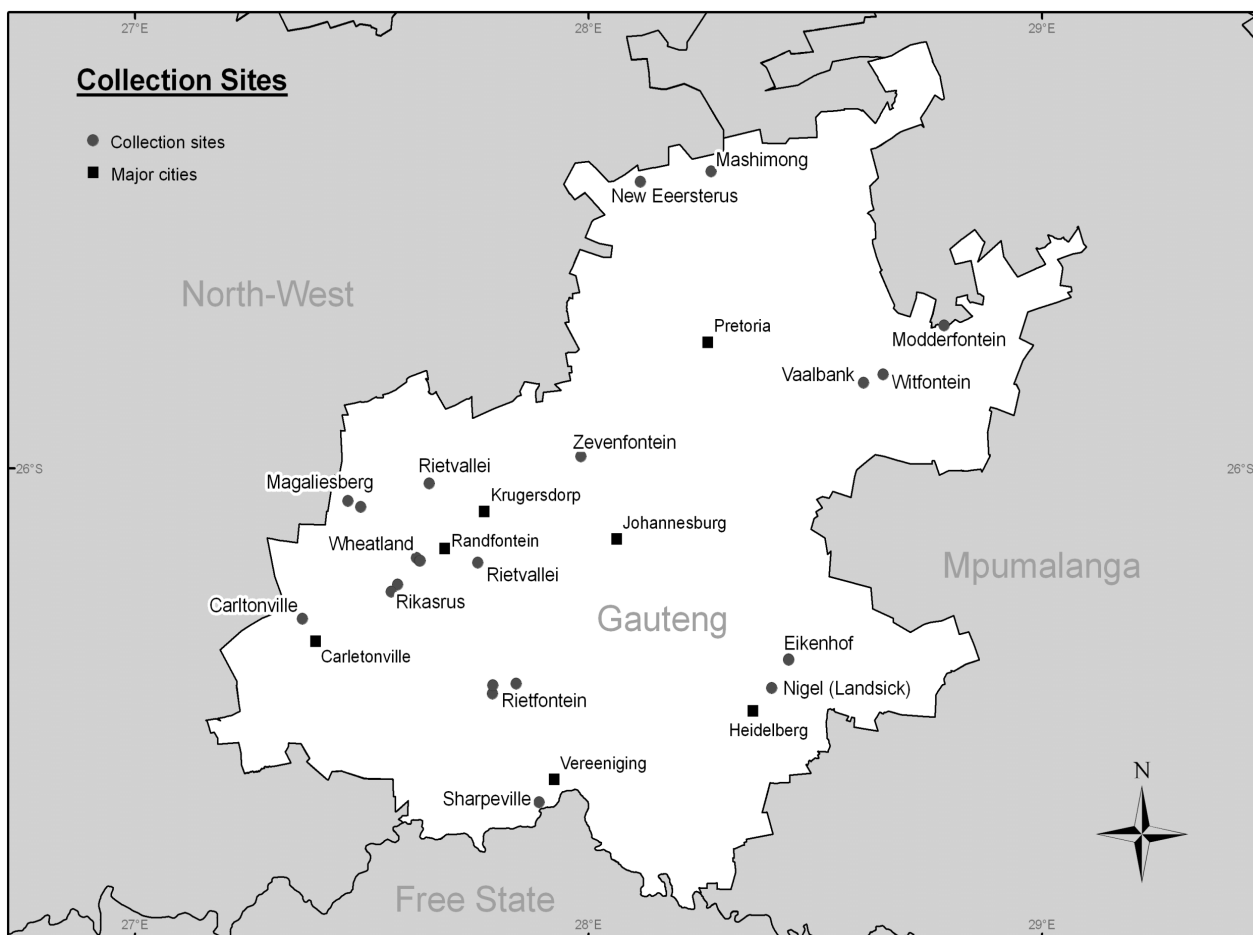 27°E
28°E
29°E
Collection Sites
Collection sites
Major cities
Mashimong
New Eeersterus
North-West
Pretoria
Modderfontein
Vaalbank
Witfontein
Zevenfontein
26°S
26°S
Rietvallei
Magaliesberg
Krugersdorp
Johannesburg
Wheatland
Randfontein
Mpumalanga
Rietvallei
Rikasrus
Carltonville
Gauteng
Eikenhof
Carletonville
Nigel (Landsick)
Rietfontein
Heidelberg
Vereeniging
N
Sharpeville
Free State
27°E
28°E
29°E